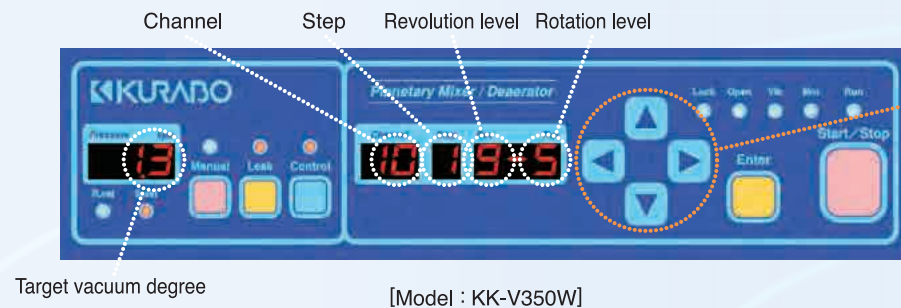 Channel Step Revolution level Rotation level
KURABO
Planetary Mixer / Deaerator
Lock Open Vib. Run
Pressure
Start/Stop
1.3 10 1 9-5
Manual Leak Control Enter
Target vacuum degree
[Model : KK-V350W]